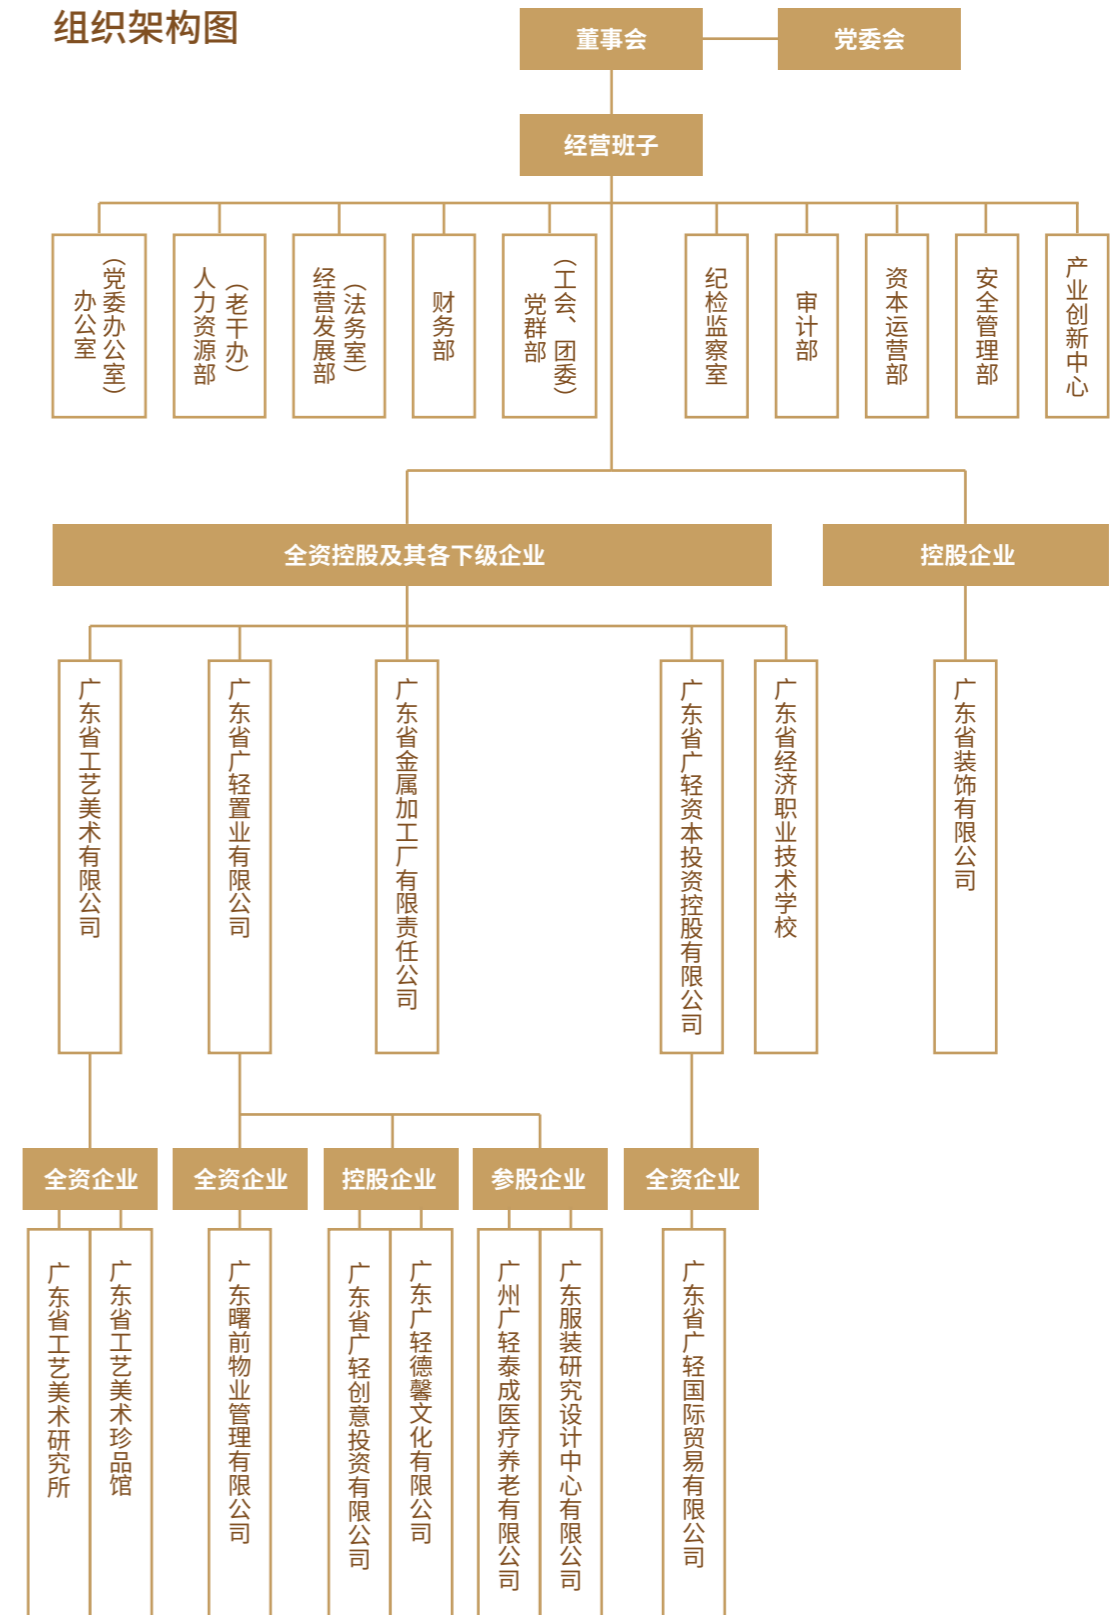 组织架构图
董事会
党委会
经营班子
办公室
（党委办公室）
人力资源部
（老干办）
经营发展部
（法务室）
财务部
党群部
（工会、团委）
纪检监察室
审计部
资本运营部
安全管理部
产业创新中心
全资控股及其各下级企业
控股企业
广东省工艺美术有限公司
广东省广轻置业有限公司
广东省金属加工厂有限责任公司
广东省广轻资本投资控股有限公司
广东省经济职业技术学校
广东省装饰有限公司
全资企业
全资企业
控股企业
参股企业
全资企业
广东省工艺美术研究所
广东省工艺美术珍品馆
广东曙前物业管理有限公司
广东省广轻创意投资有限公司
广东广轻德馨文化有限公司
广州广轻泰成医疗养老有限公司
广东服装研究设计中心有限公司
广东省广轻国际贸易有限公司